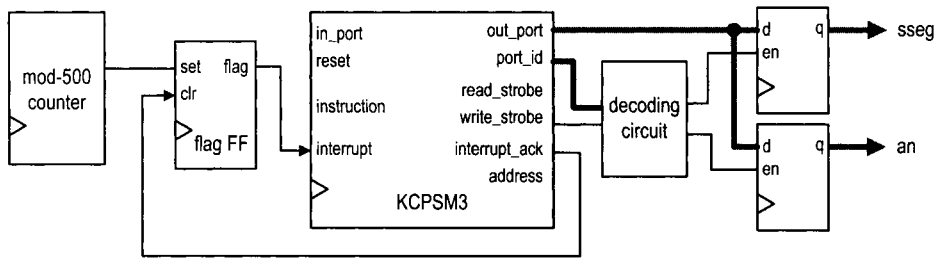 mod-500
counter
set
flag
clr
flag FF
in_port
reset
instruction
interrupt
out_port
port_id
read_strobe
write_strobe
interrupt_ack
address
KCPSM3
decoding
circuit
d
q
en
sseg
d
q
en
an